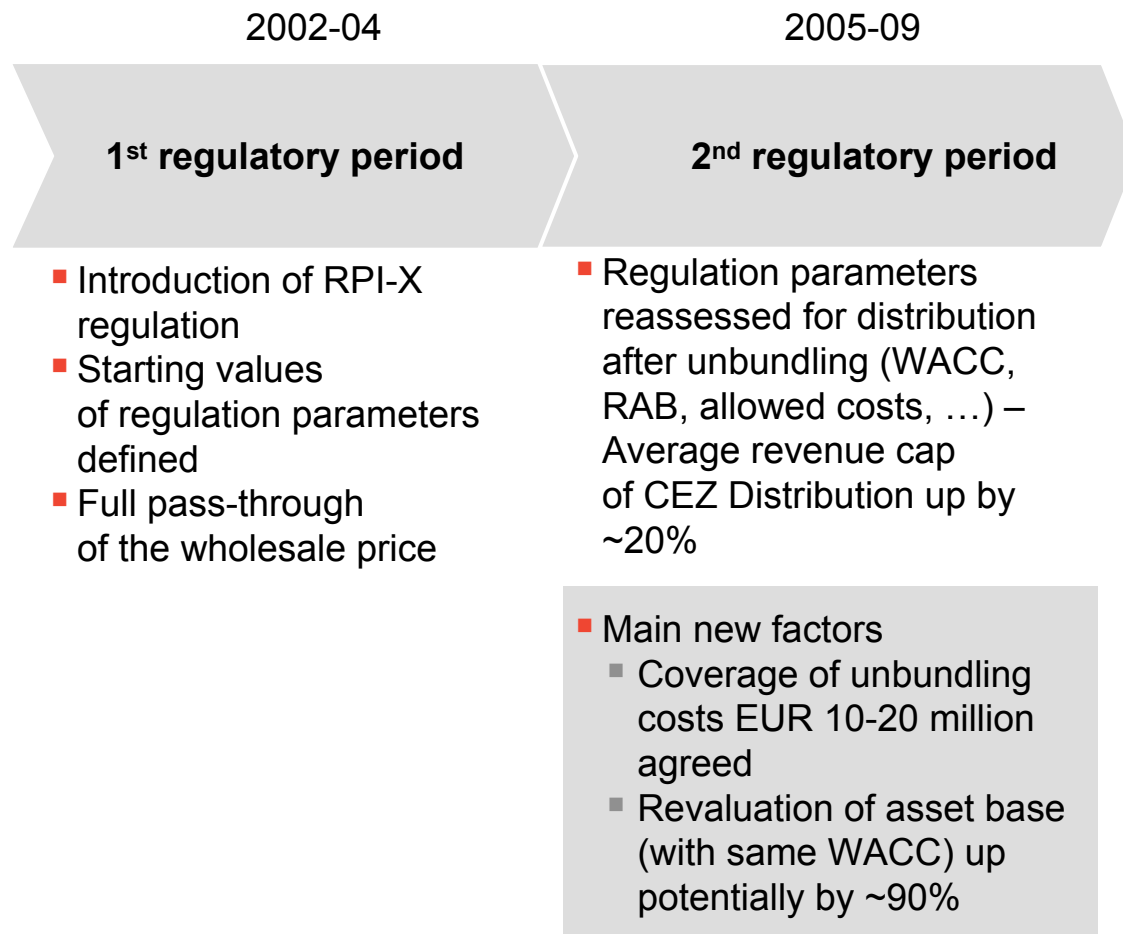 2002-04
2005-09
1st regulatory period
2nd regulatory period
▪ Introduction of RPI-X
regulation
▪ Starting values
of regulation parameters
defined
▪ Full pass-through
of the wholesale price
▪ Regulation parameters
reassessed for distribution
after unbundling (WACC,
RAB, allowed costs, …) –
Average revenue cap
of CEZ Distribution up by
~20%
▪ Main new factors
▪ Coverage of unbundling
costs EUR 10-20 million
agreed
▪ Revaluation of asset base
(with same WACC) up
potentially by ~90%